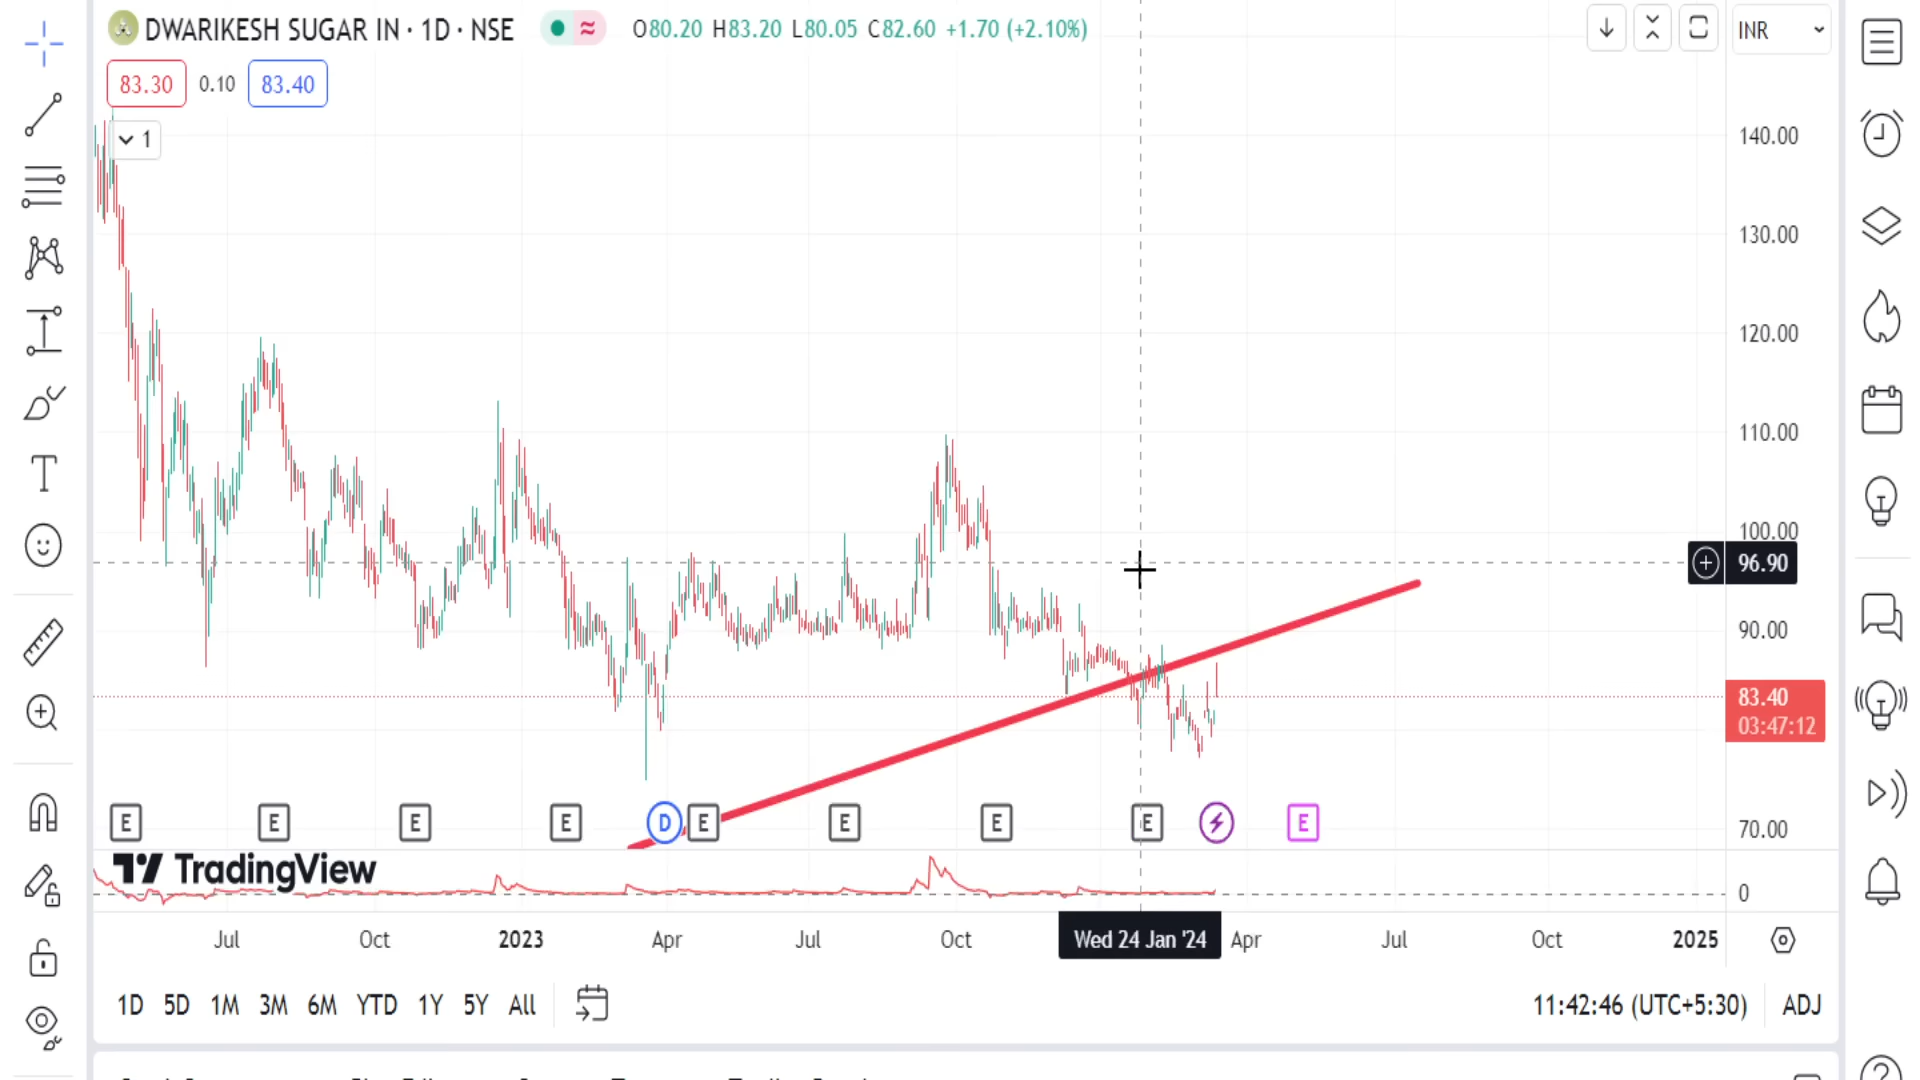 DWARIKESH SUGAR IN · 1D · NSE
O80.20 H83.20 L80.05 C82.60 +1.70 (+2.10%)
INR
83.30 0.10 83.40
1
140.00
130.00
120.00
110.00
100.00
96.90
90.00
83.40
03:47:12
E E E E D E E E E E
70.00
TradingView
0
Jul Oct 2023 Apr Jul Oct Wed 24 Jan '24 Apr Jul Oct 2025
1D 5D 1M 3M 6M YTD 1Y 5Y All
11:42:46 (UTC+5:30) ADJ